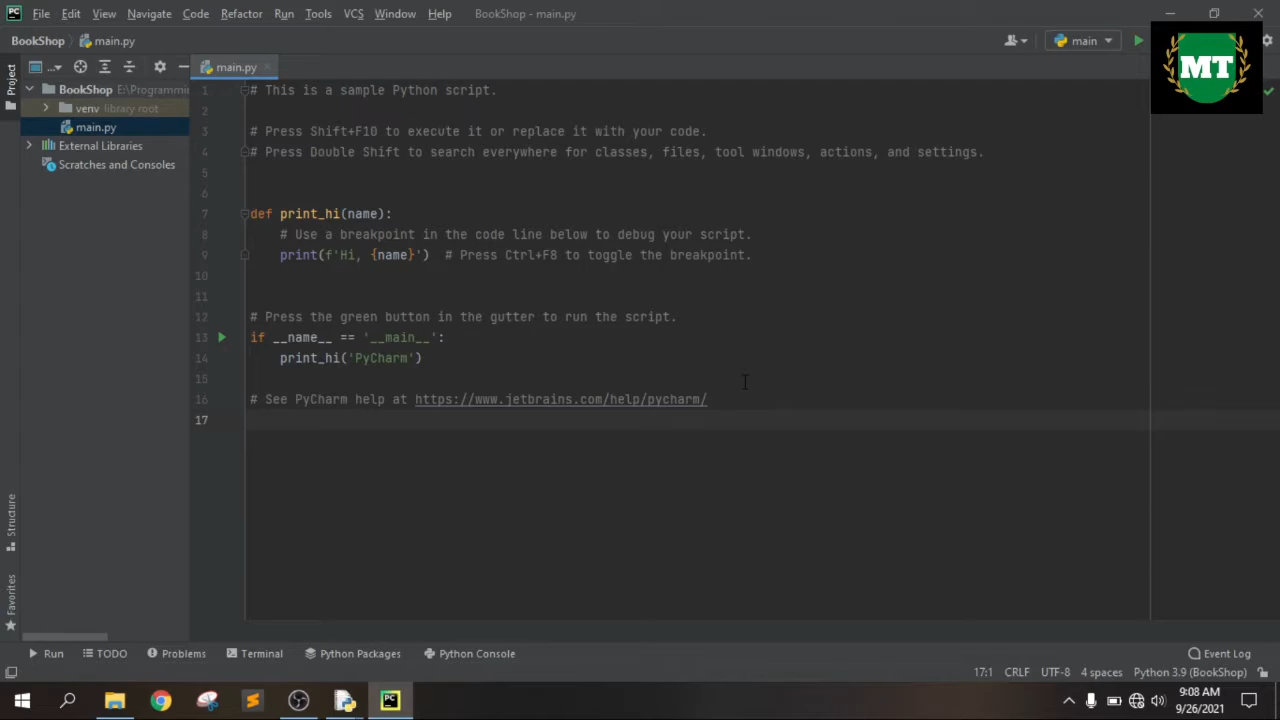 PC File Edit View Navigate Code Refactor Run Tools VCS Window Help BookShop - main.py
BookShop main.py main
MT
Project ... main.py
BookShop E:\Programmi
venv library root
main.py
External Libraries
Scratches and Consoles
1 # This is a sample Python script.
2
3 # Press Shift+F10 to execute it or replace it with your code.
4 # Press Double Shift to search everywhere for classes, files, tool windows, actions, and settings.
5
6
7 def print_hi(name):
8 # Use a breakpoint in the code line below to debug your script.
9 print(f'Hi, {name}')  # Press Ctrl+F8 to toggle the breakpoint.
10
11
12 # Press the green button in the gutter to run the script.
13 if __name__ == '__main__':
14 print_hi('PyCharm')
15
16 # See PyCharm help at https://www.jetbrains.com/help/pycharm/
17
Structure
Favorites
Run TODO Problems Terminal Python Packages Python Console Event Log
17:1 CRLF UTF-8 4 spaces Python 3.9 (BookShop)
PC
9:08 AM
9/26/2021